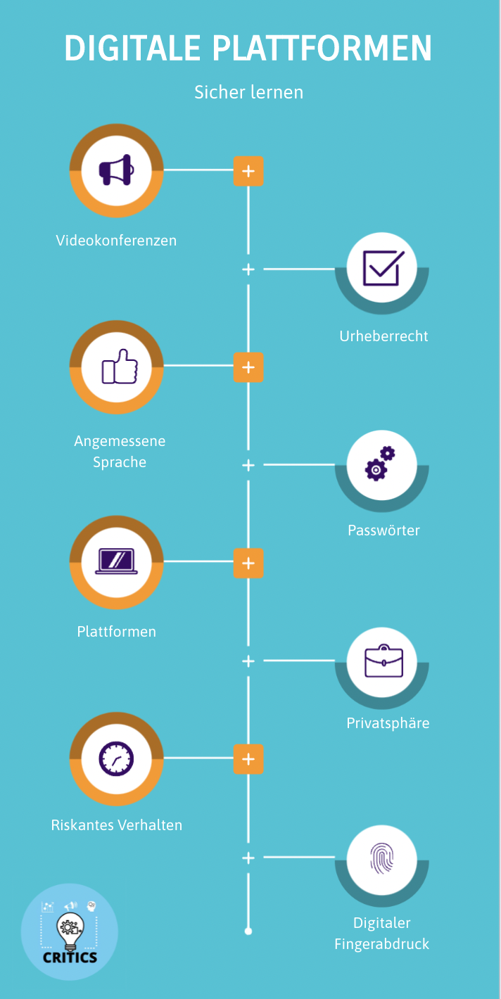 DIGITALE PLATTFORMEN
Sicher lernen
Videokonferenzen
Urheberrecht
Angemessene
Sprache
Passwörter
Plattformen
Privatsphäre
Riskantes Verhalten
Digitaler
Fingerabdruck
CRITICS